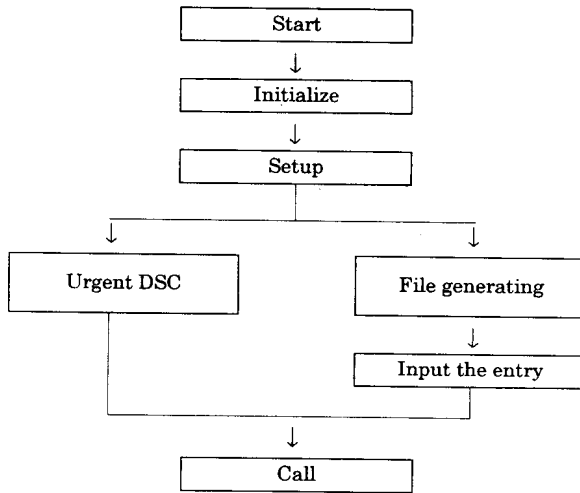 Start
Initialize
Setup
Urgent DSC
File generating
Input the entry
Call